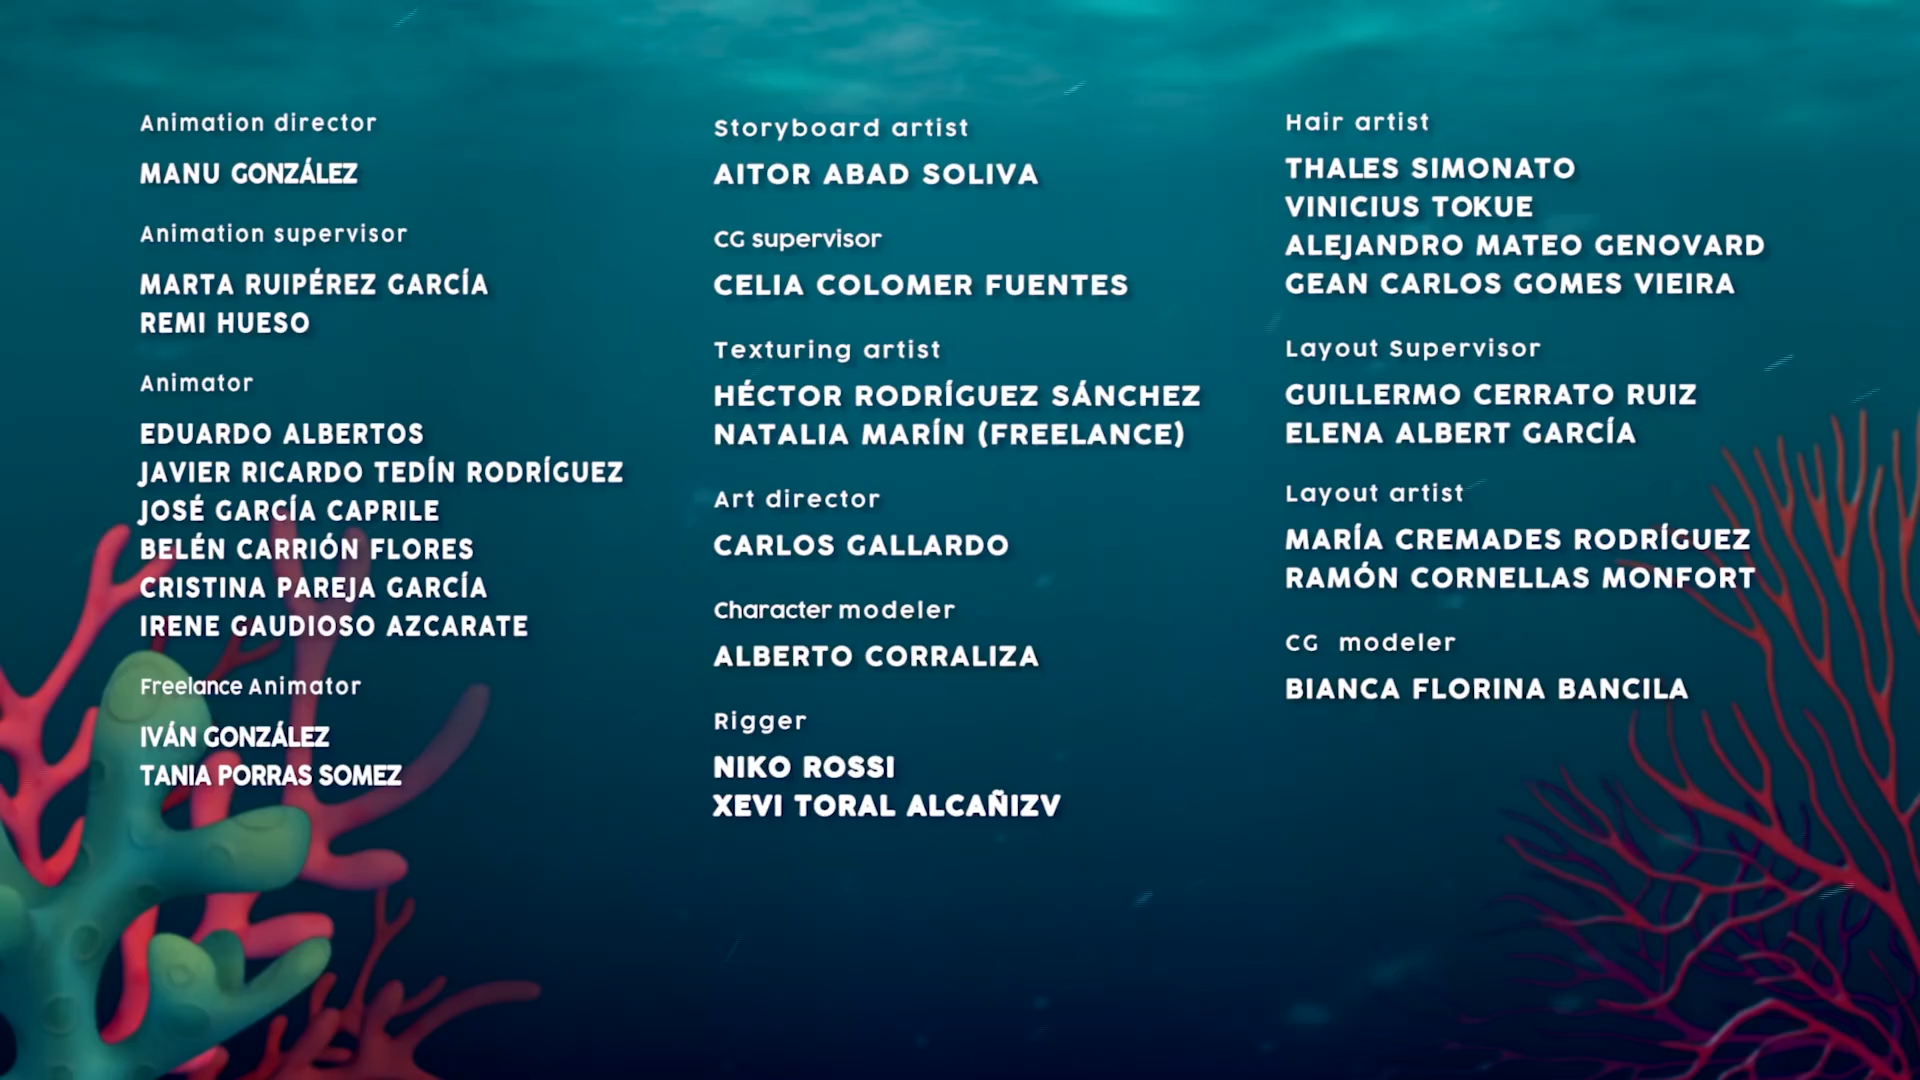 Animation director
MANU GONZÁLEZ
Animation supervisor
MARTA RUIPÉREZ GARCÍA
REMI HUESO
Animator
EDUARDO ALBERTOS
JAVIER RICARDO TEDÍN RODRÍGUEZ
JOSÉ GARCÍA CAPRILE
BELÉN CARRIÓN FLORES
CRISTINA PAREJA GARCÍA
IRENE GAUDIOSO AZCARATE
Freelance Animator
IVÁN GONZÁLEZ
TANIA PORRAS SOMEZ
Storyboard artist
AITOR ABAD SOLIVA
CG supervisor
CELIA COLOMER FUENTES
Texturing artist
HÉCTOR RODRÍGUEZ SÁNCHEZ
NATALIA MARÍN (FREELANCE)
Art director
CARLOS GALLARDO
Character modeler
ALBERTO CORRALIZA
Rigger
NIKO ROSSI
XEVI TORAL ALCAÑIZV
Hair artist
THALES SIMONATO
VINICIUS TOKUE
ALEJANDRO MATEO GENOVARD
GEAN CARLOS GOMES VIEIRA
Layout Supervisor
GUILLERMO CERRATO RUIZ
ELENA ALBERT GARCÍA
Layout artist
MARÍA CREMADES RODRÍGUEZ
RAMÓN CORNELLAS MONFORT
CG modeler
BIANCA FLORINA BANCILA